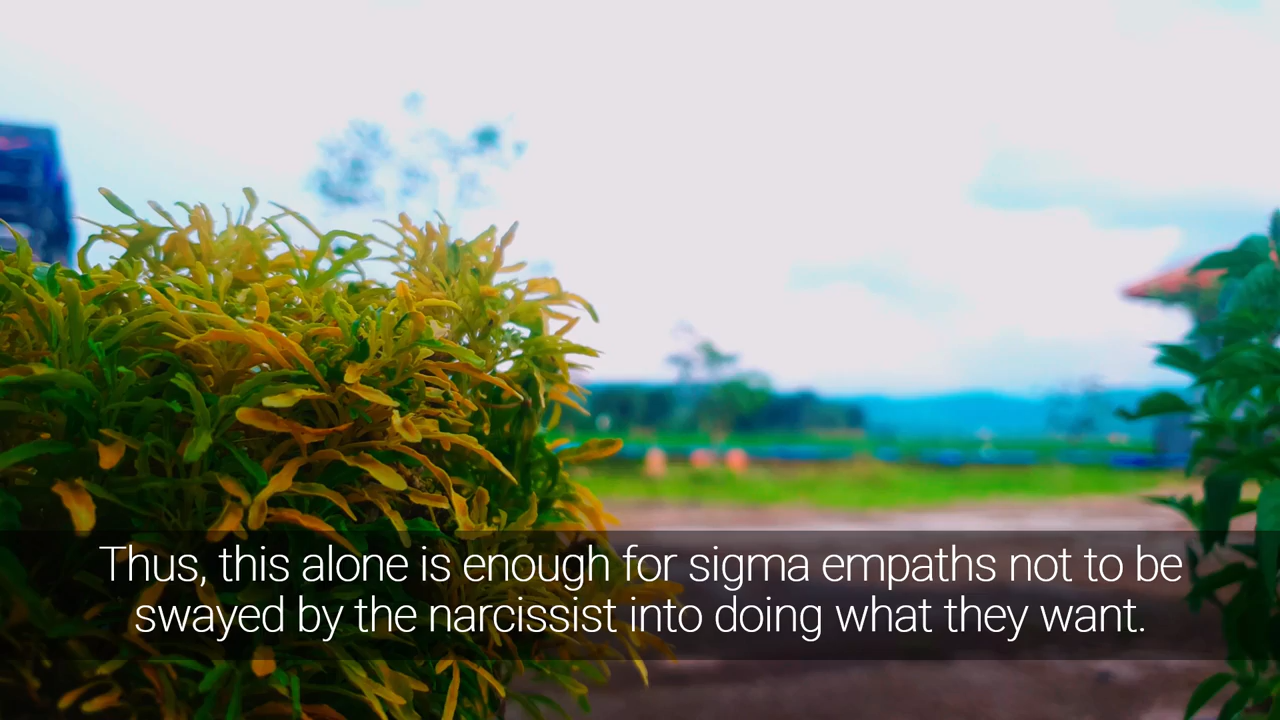 Thus, this alone is enough for sigma empaths not to be
swayed by the narcissist into doing what they want.